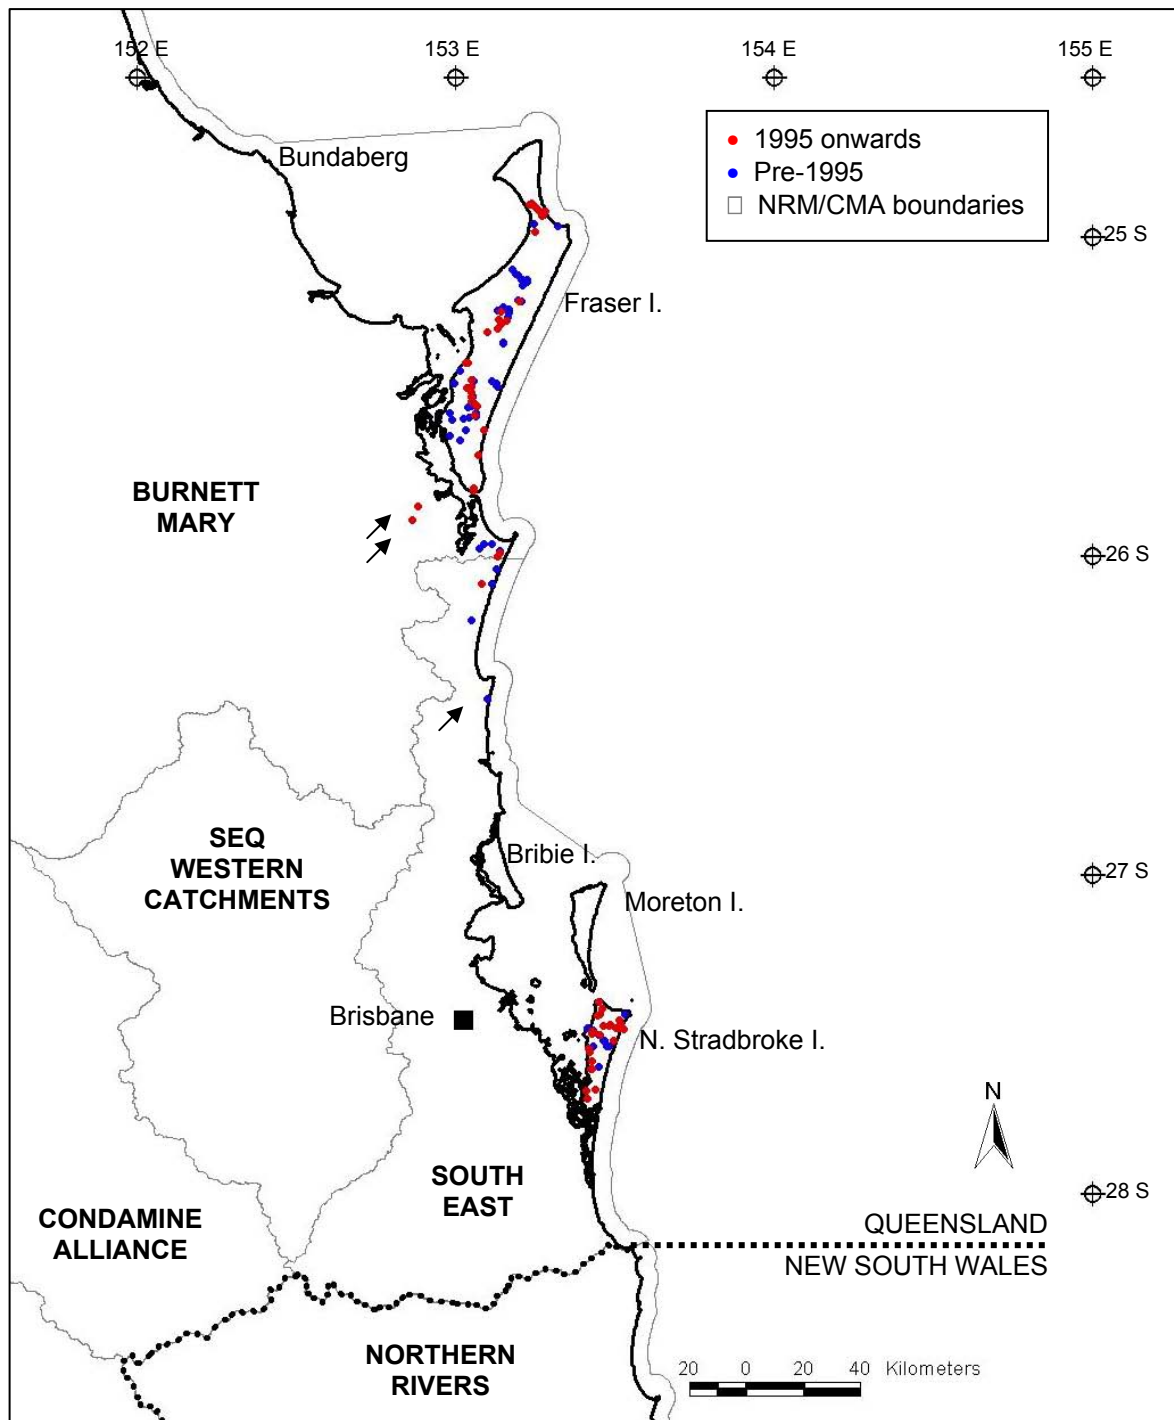 152 E
153 E
154 E
155 E
1995 onwards
Pre-1995
NRM/CMA boundaries
Bundaberg
25 S
Fraser I.
BURNETT
MARY
26 S
SEQ
WESTERN
CATCHMENTS
Bribie I.
27 S
Moreton I.
Brisbane
N. Stradbroke I.
N
SOUTH
EAST
28 S
CONDAMINE
ALLIANCE
QUEENSLAND
NEW SOUTH WALES
NORTHERN
RIVERS
20 0 20 40 Kilometers